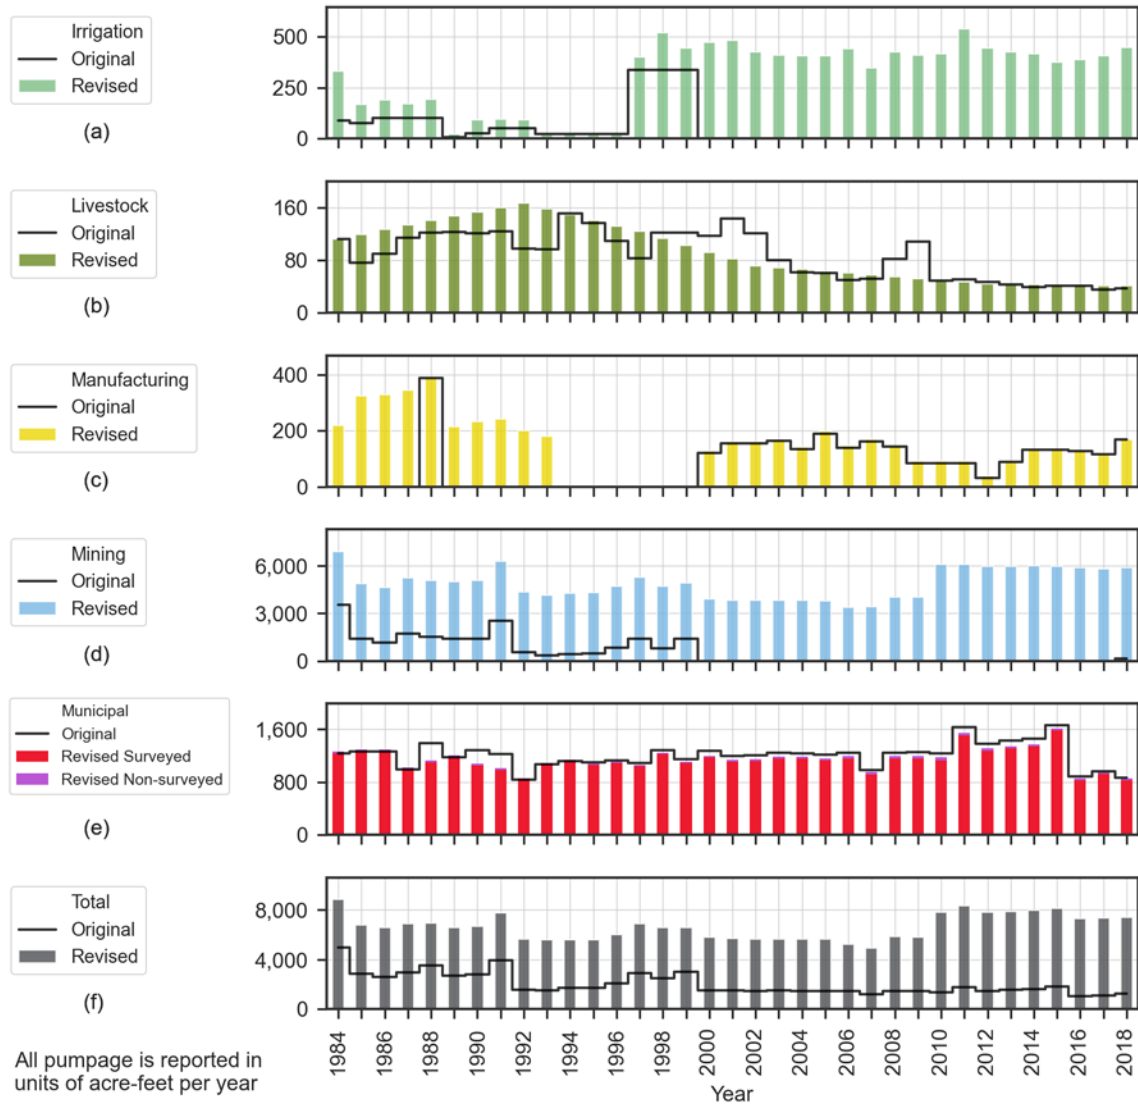 Irrigation
Original
Revised
(a)
500
250
0
Livestock
Original
Revised
(b)
160
80
0
Manufacturing
Original
Revised
(c)
400
200
0
Mining
Original
Revised
(d)
6,000
3,000
0
Municipal
Original
Revised Surveyed
Revised Non-surveyed
(e)
1,600
800
0
Total
Original
Revised
(f)
8,000
4,000
0
1984
1986
1988
1990
1992
1994
1996
1998
2000
2002
2004
2006
2008
2010
2012
2014
2016
2018
Year
All pumpage is reported in
units of acre-feet per year